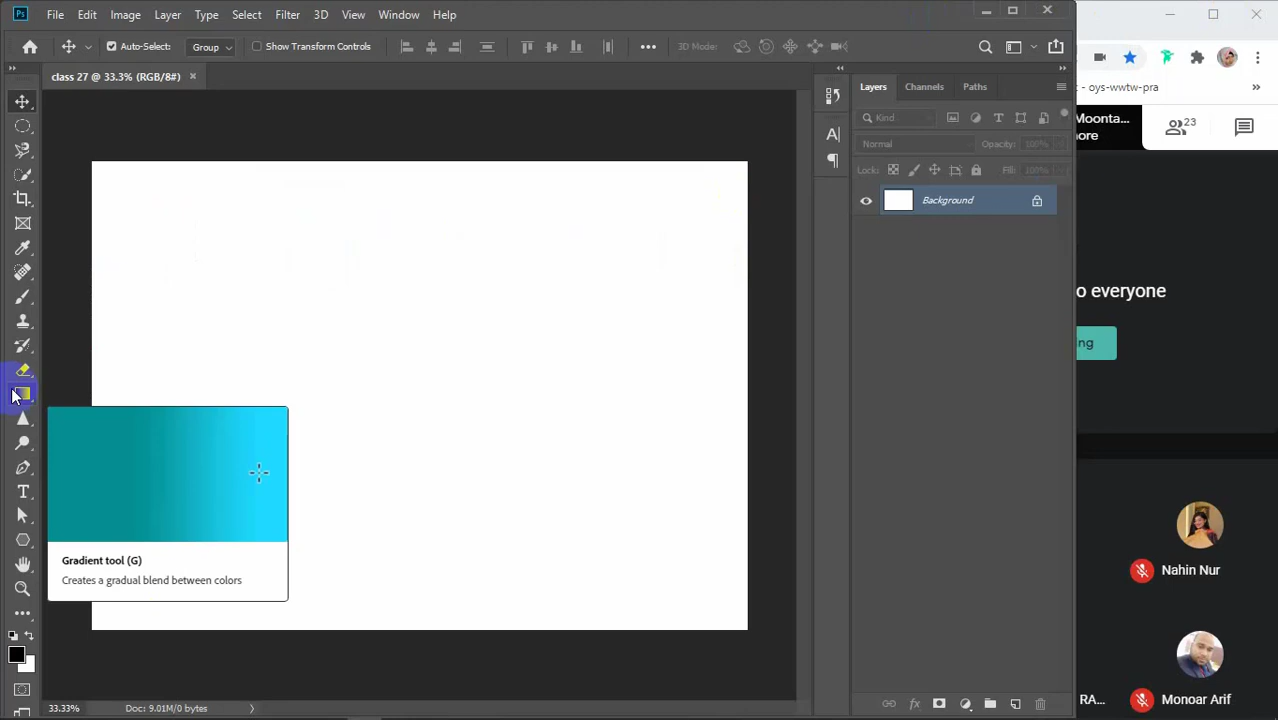 Ps File Edit Image Layer Type Select Filter 3D View Window Help
Auto-Select: Group Show Transform Controls 3D Mode:
class 27 @ 33.3% (RGB/8#) ×
Layers Channels Paths
Kind
Normal Opacity: 100%
Lock: Fill: 100%
Background
Gradient tool (G)
Creates a gradual blend between colors
33.33% Doc: 9.01M/0 bytes
- oys-wwtw-pra
Moonta...
ore
23
o everyone
ng
Nahin Nur
RA... Monoar Arif